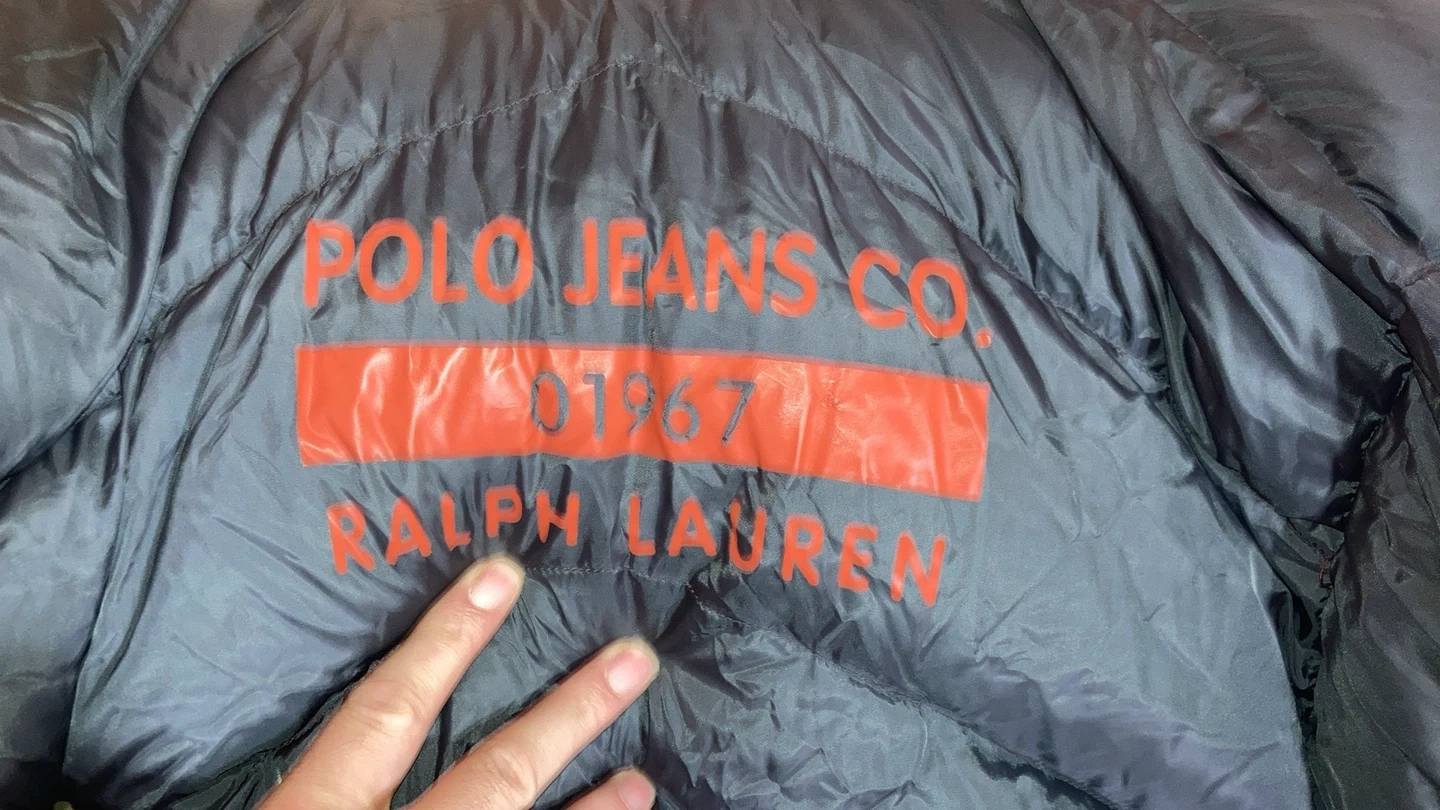 POLO JEANS CO.
01967
RALPH LAUREN